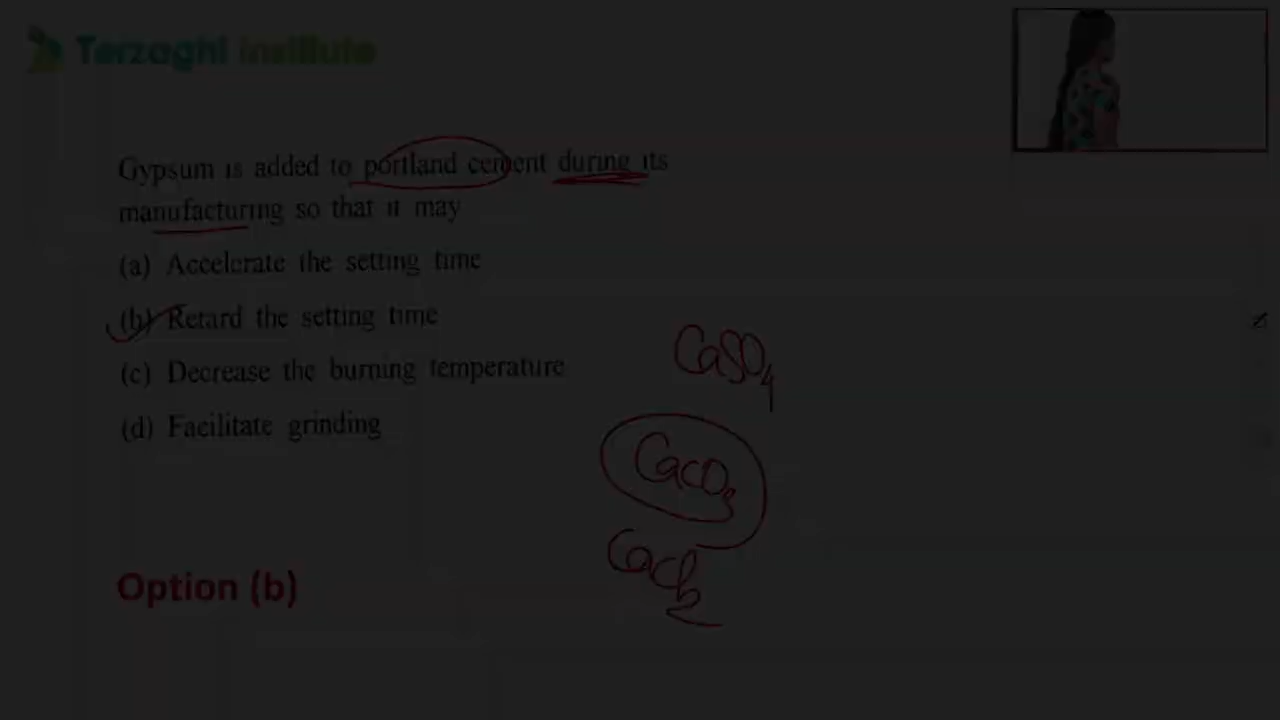 Terzaghi Institute
Gypsum is added to portland cement during its
manufacturing so that it may
(a) Accelerate the setting time
(b) Retard the setting time
(c) Decrease the burning temperature
(d) Facilitate grinding
CaSO4
CaCO3
CaCl2
Option (b)